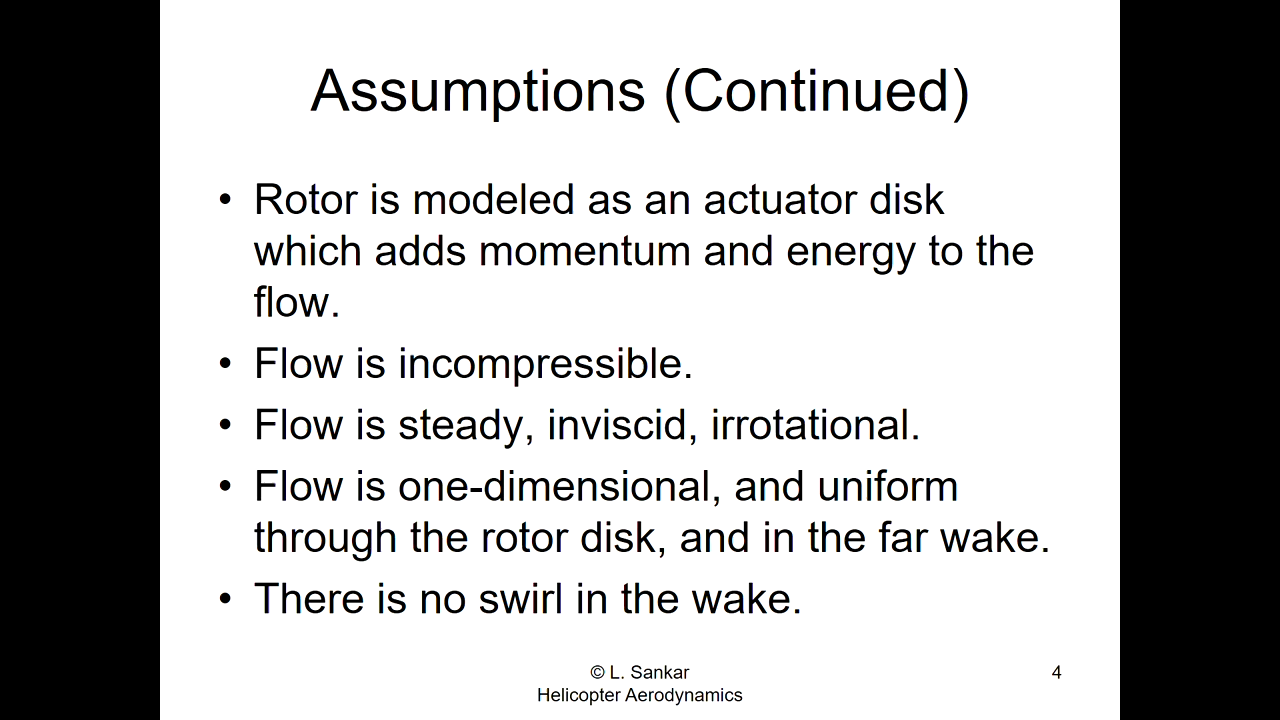 Assumptions (Continued)
• Rotor is modeled as an actuator disk
which adds momentum and energy to the
flow.
• Flow is incompressible.
• Flow is steady, inviscid, irrotational.
• Flow is one-dimensional, and uniform
through the rotor disk, and in the far wake.
• There is no swirl in the wake.
© L. Sankar
Helicopter Aerodynamics
4